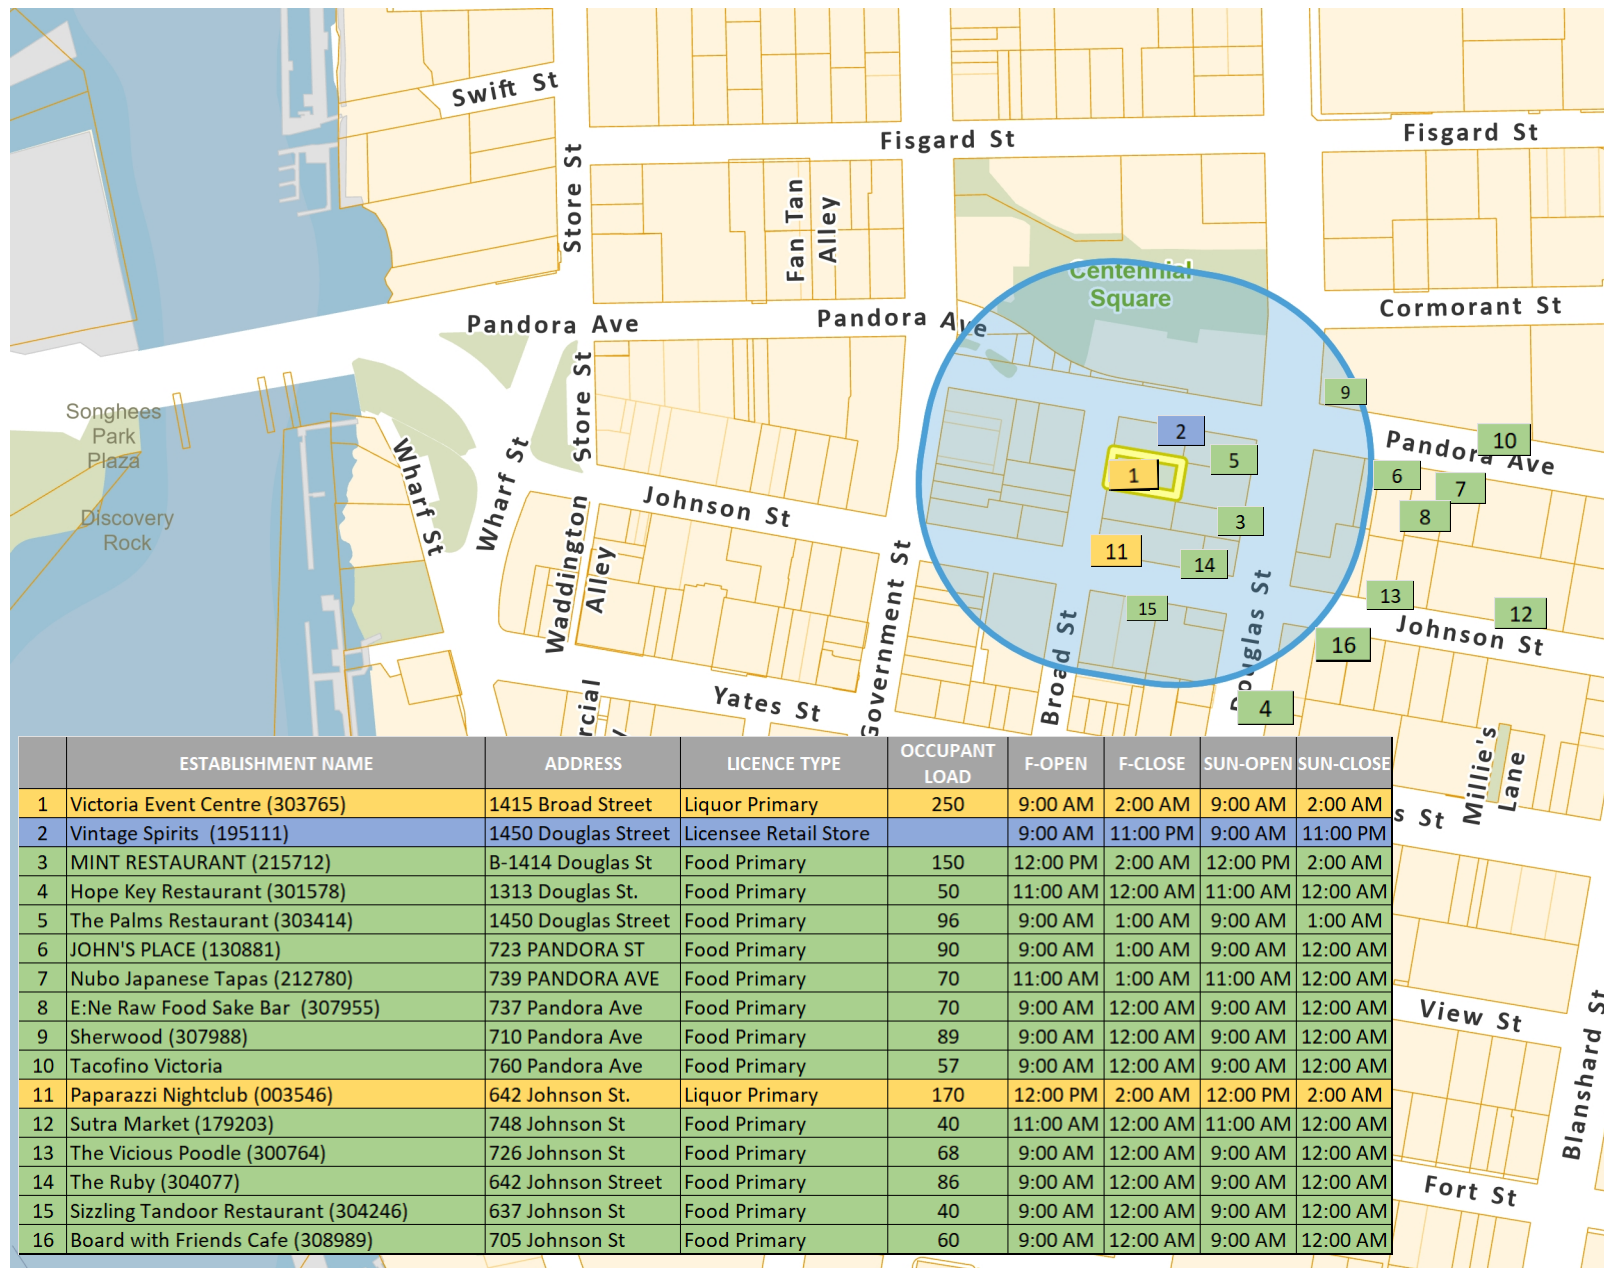 Swift St
Fisgard St
Fisgard St
Store St
Fan Tan
Alley
Centennial
Square
Cormorant St
Pandora Ave
Pandora Ave
Store St
9
Songhees
Park
Plaza
2
10
Pandora Ave
5
1
6
7
Wharf St
Wharf St
Johnson St
8
3
Discovery
Rock
Waddington
Alley
11
14
Government St
Douglas St
13
15
12
Johnson St
Broad St
16
Yates St
4
Millie's
Lane
s St
View St
Blanshard St
Fort St
ESTABLISHMENT NAME ADDRESS LICENCE TYPE OCCUPANT LOAD F-OPEN F-CLOSE SUN-OPEN SUN-CLOSE
1 Victoria Event Centre (303765) 1415 Broad Street Liquor Primary 250 9:00 AM 2:00 AM 9:00 AM 2:00 AM
2 Vintage Spirits (195111) 1450 Douglas Street Licensee Retail Store 9:00 AM 11:00 PM 9:00 AM 11:00 PM
3 MINT RESTAURANT (215712) B-1414 Douglas St Food Primary 150 12:00 PM 2:00 AM 12:00 PM 2:00 AM
4 Hope Key Restaurant (301578) 1313 Douglas St. Food Primary 50 11:00 AM 12:00 AM 11:00 AM 12:00 AM
5 The Palms Restaurant (303414) 1450 Douglas Street Food Primary 96 9:00 AM 1:00 AM 9:00 AM 1:00 AM
6 JOHN'S PLACE (130881) 723 PANDORA ST Food Primary 90 9:00 AM 1:00 AM 9:00 AM 12:00 AM
7 Nubo Japanese Tapas (212780) 739 PANDORA AVE Food Primary 70 11:00 AM 1:00 AM 11:00 AM 12:00 AM
8 E:Ne Raw Food Sake Bar (307955) 737 Pandora Ave Food Primary 70 9:00 AM 12:00 AM 9:00 AM 12:00 AM
9 Sherwood (307988) 710 Pandora Ave Food Primary 89 9:00 AM 12:00 AM 9:00 AM 12:00 AM
10 Tacofino Victoria 760 Pandora Ave Food Primary 57 9:00 AM 12:00 AM 9:00 AM 12:00 AM
11 Paparazzi Nightclub (003546) 642 Johnson St. Liquor Primary 170 12:00 PM 2:00 AM 12:00 PM 2:00 AM
12 Sutra Market (179203) 748 Johnson St Food Primary 40 11:00 AM 12:00 AM 11:00 AM 12:00 AM
13 The Vicious Poodle (300764) 726 Johnson St Food Primary 68 9:00 AM 12:00 AM 9:00 AM 12:00 AM
14 The Ruby (304077) 642 Johnson Street Food Primary 86 9:00 AM 12:00 AM 9:00 AM 12:00 AM
15 Sizzling Tandoor Restaurant (304246) 637 Johnson St Food Primary 40 9:00 AM 12:00 AM 9:00 AM 12:00 AM
16 Board with Friends Cafe (308989) 705 Johnson St Food Primary 60 9:00 AM 12:00 AM 9:00 AM 12:00 AM